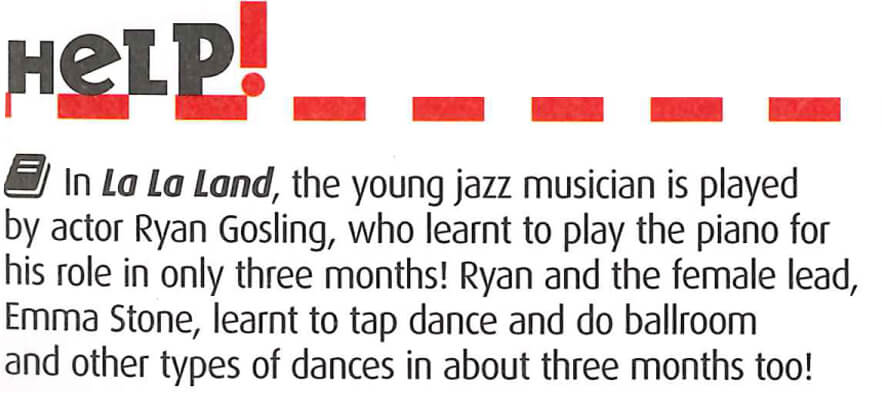 HeLP!
In La La Land, the young jazz musician is played
by actor Ryan Gosling, who learnt to play the piano for
his role in only three months! Ryan and the female lead,
Emma Stone, learnt to tap dance and do ballroom
and other types of dances in about three months too!